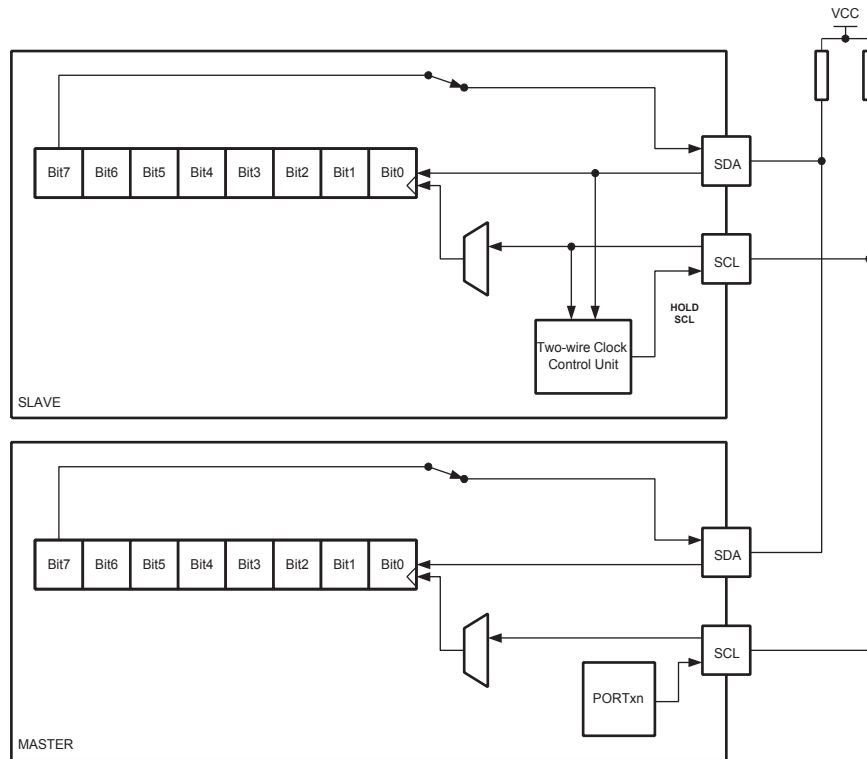 VCC
Bit7 Bit6 Bit5 Bit4 Bit3 Bit2 Bit1 Bit0
SDA
SCL
HOLD
SCL
Two-wire Clock
Control Unit
SLAVE
Bit7 Bit6 Bit5 Bit4 Bit3 Bit2 Bit1 Bit0
SDA
SCL
PORTxn
MASTER